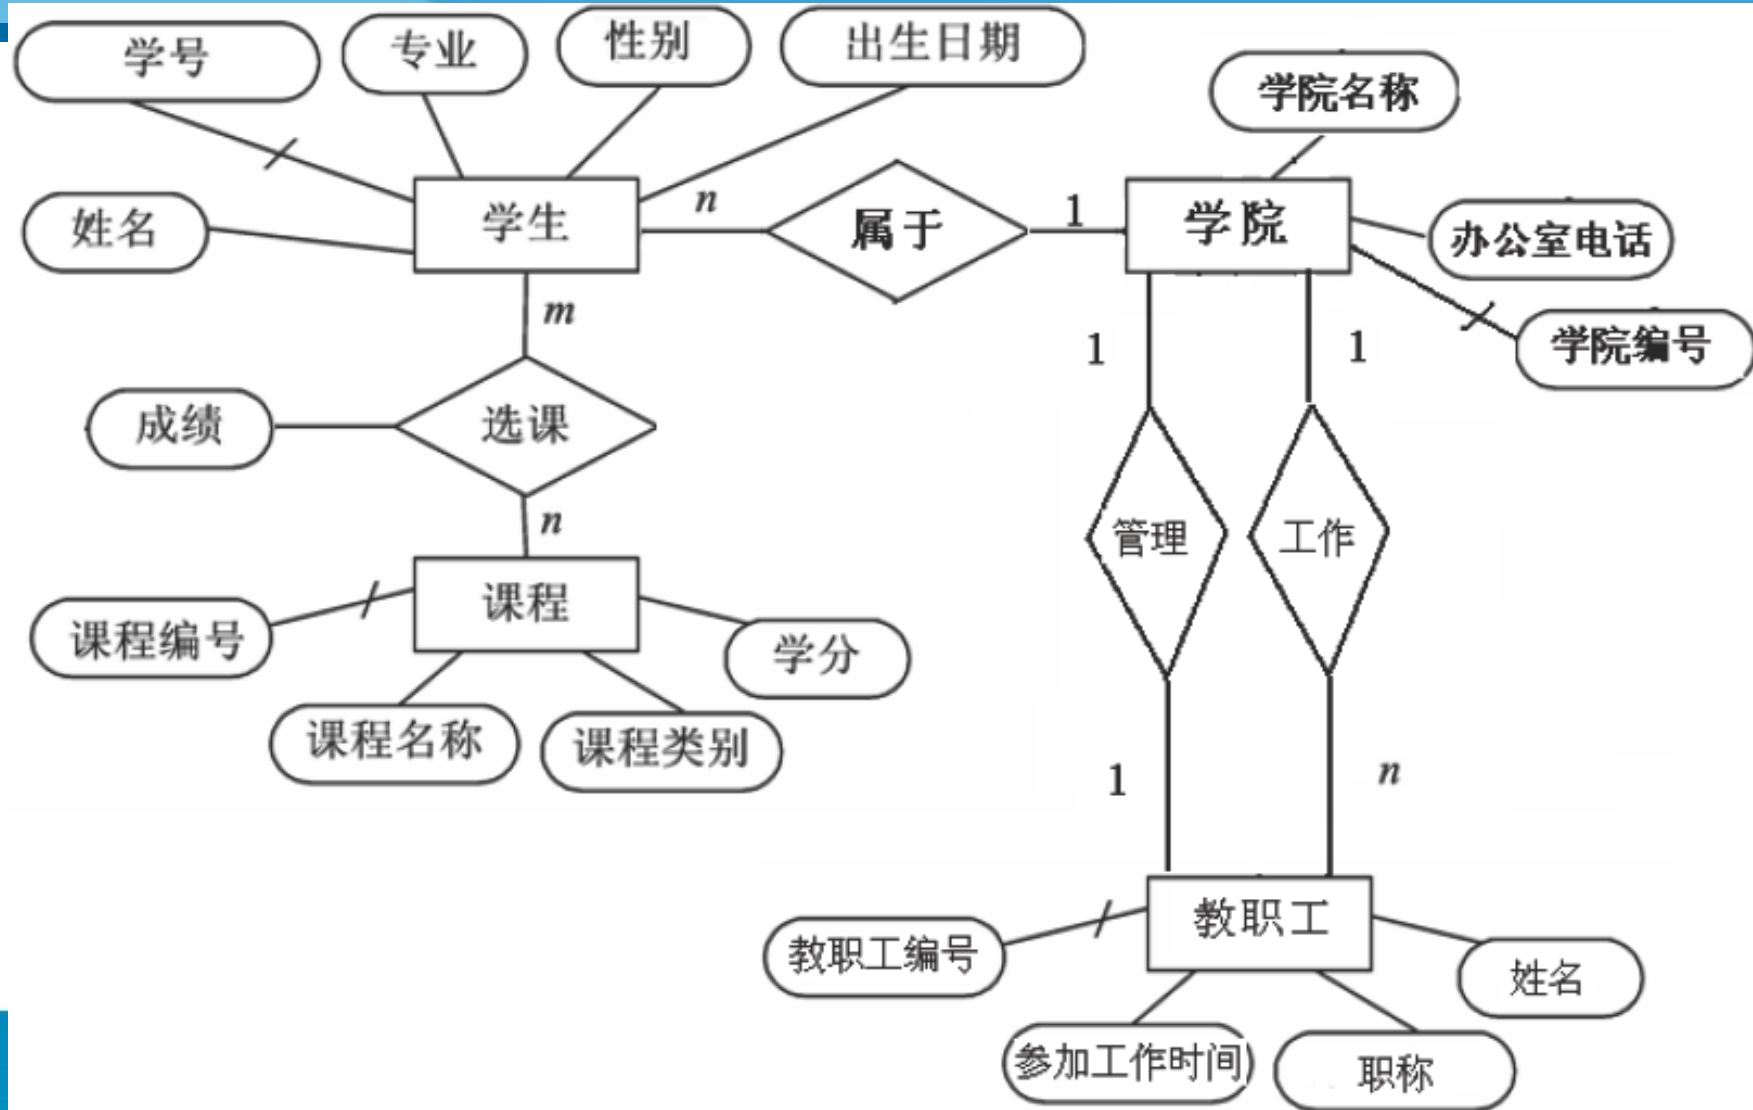 学号
专业
性别
出生日期
学院名称
姓名
学生
n
属于
1
学院
办公室电话
m
1
1
学院编号
成绩
选课
n
管理
工作
课程编号
课程
学分
课程名称
课程类别
1
n
教职工编号
教职工
姓名
参加工作时间
职称